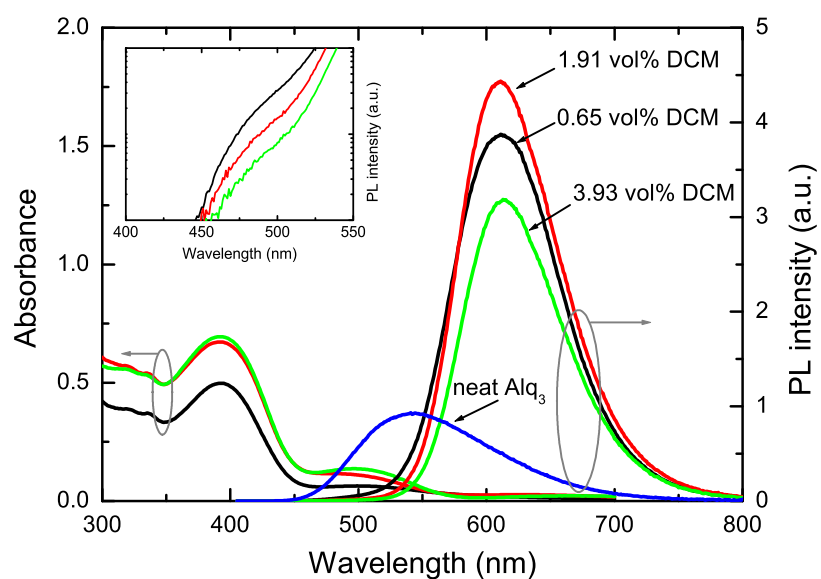 2.0
1.5
1.0
0.5
0.0
Absorbance
300
400
500
600
700
800
Wavelength (nm)
5
4
3
2
1
0
PL intensity (a.u.)
1.91 vol% DCM
0.65 vol% DCM
3.93 vol% DCM
neat Alq3
400
450
500
550
Wavelength (nm)
PL intensity (a.u.)